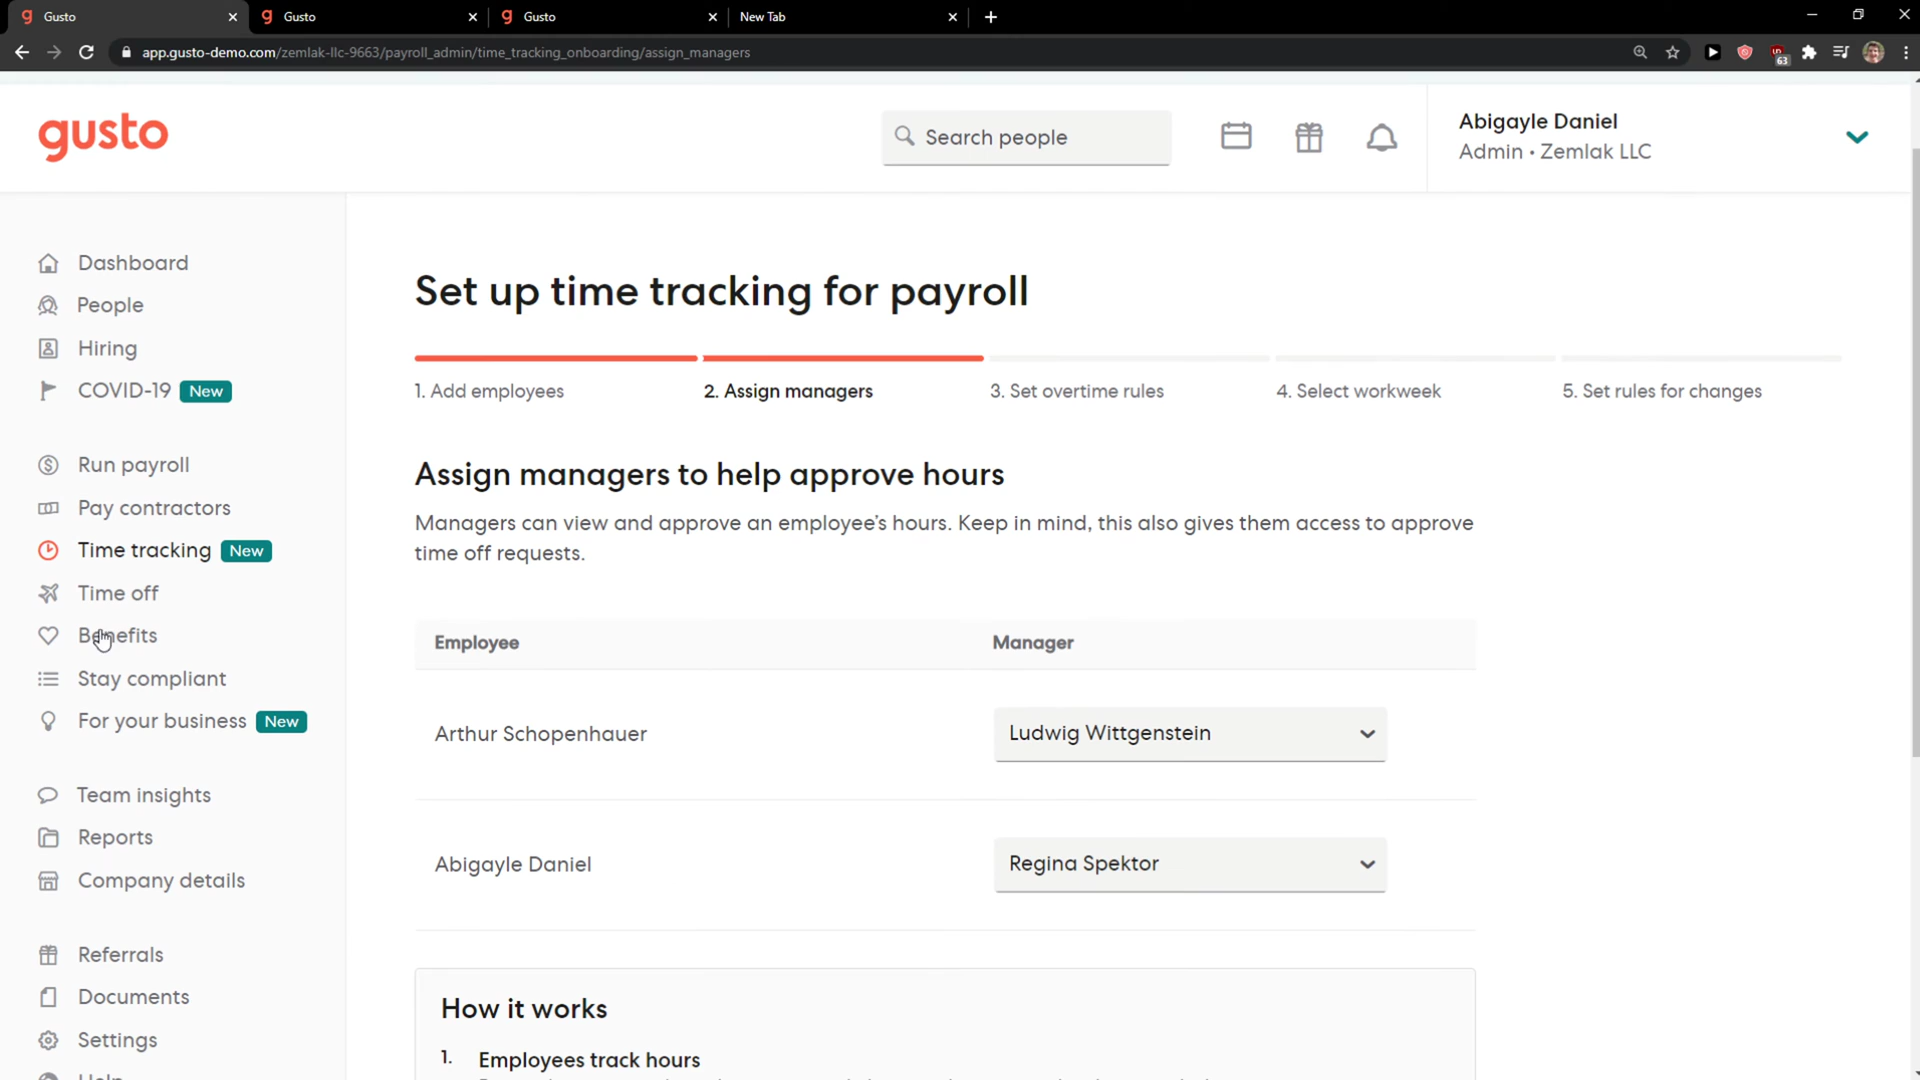 Gusto
Gusto
Gusto
New Tab
app.gusto-demo.com/zemlak-llc-9663/payroll_admin/time_tracking_onboarding/assign_managers
63
gusto
Search people
Abigayle Daniel
Admin • Zemlak LLC
Dashboard
People
Hiring
COVID-19 New
Run payroll
Pay contractors
Time tracking New
Time off
Benefits
Stay compliant
For your business New
Team insights
Reports
Company details
Referrals
Documents
Settings
Help
Set up time tracking for payroll
1. Add employees
2. Assign managers
3. Set overtime rules
4. Select workweek
5. Set rules for changes
Assign managers to help approve hours
Managers can view and approve an employee's hours. Keep in mind, this also gives them access to approve
time off requests.
Employee Manager
Arthur Schopenhauer Ludwig Wittgenstein
Abigayle Daniel Regina Spektor
How it works
1. Employees track hours